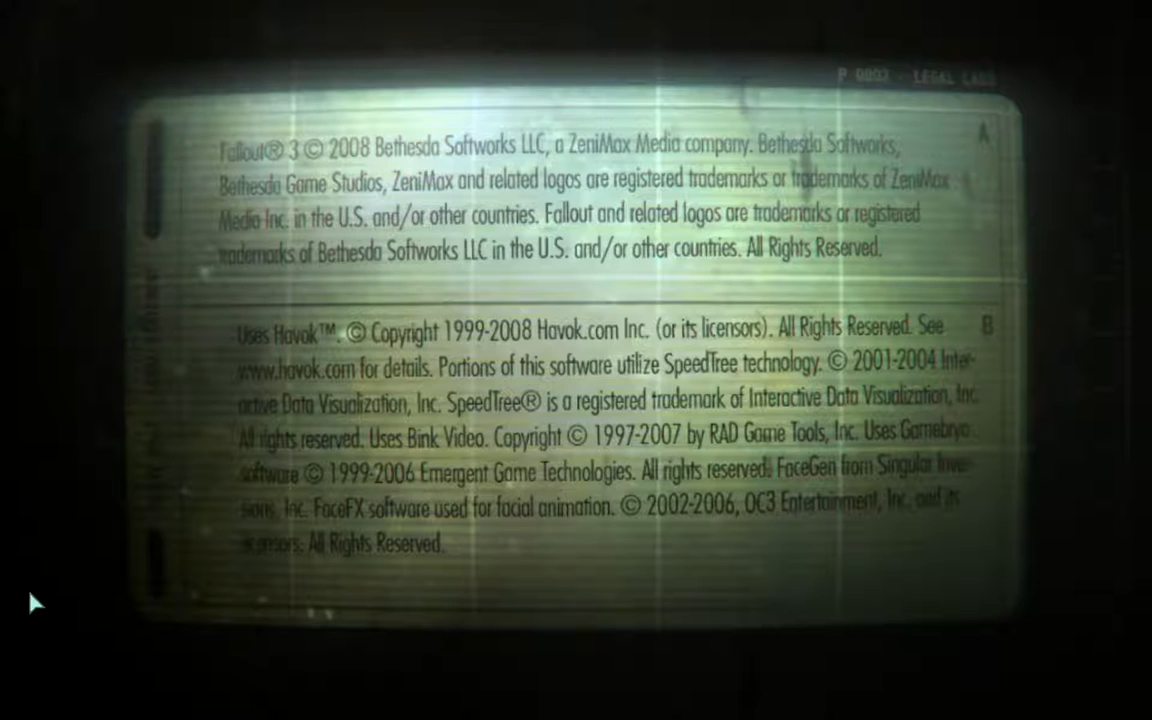 P 0003 - LEGAL CARD
A
Fallout® 3 © 2008 Bethesda Softworks LLC, a ZeniMax Media company. Bethesda Softworks,
Bethesda Game Studios, ZeniMax and related logos are registered trademarks or trademarks of ZeniMax
Media Inc. in the U.S. and/or other countries. Fallout and related logos are trademarks or registered
trademarks of Bethesda Softworks LLC in the U.S. and/or other countries. All Rights Reserved.
B
Uses Havok™. © Copyright 1999-2008 Havok.com Inc. (or its licensors). All Rights Reserved. See
www.havok.com for details. Portions of this software utilize SpeedTree technology. © 2001-2004 Inter-
active Data Visualization, Inc. SpeedTree® is a registered trademark of Interactive Data Visualization, Inc.
All rights reserved. Uses Bink Video. Copyright © 1997-2007 by RAD Game Tools, Inc. Uses Gamebryo
software © 1999-2006 Emergent Game Technologies. All rights reserved. FaceGen from Singular Inver-
sions, Inc. FaceFX software used for facial animation. © 2002-2006, OC3 Entertainment, Inc. and its
licensors. All Rights Reserved.